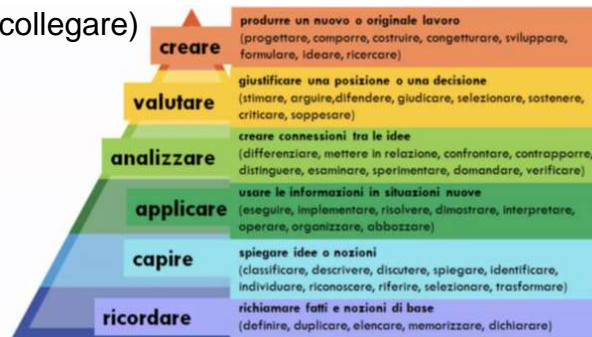 collegare)
creare
produrre un nuovo o originale lavoro
(progettare, comporre, costruire, congetturare, sviluppare,
formulare, ideare, ricercare)
valutare
giustificare una posizione o una decisione
(stimare, arguire,difendere, giudicare, selezionare, sostenere,
criticare, soppesare)
analizzare
creare connessioni tra le idee
(differenziare, mettere in relazione, confrontare, contrapporre,
distinguere, esaminare, sperimentare, domandare, verificare)
applicare
usare le informazioni in situazioni nuove
(eseguire, implementare, risolvere, dimostrare, interpretare,
operare, organizzare, abbozzare)
capire
spiegare idee o nozioni
(classificare, descrivere, discutere, spiegare, identificare,
individuare, riconoscere, riferire, selezionare, trasformare)
ricordare
richiamare fatti e nozioni di base
(definire, duplicare, elencare, memorizzare, dichiarare)